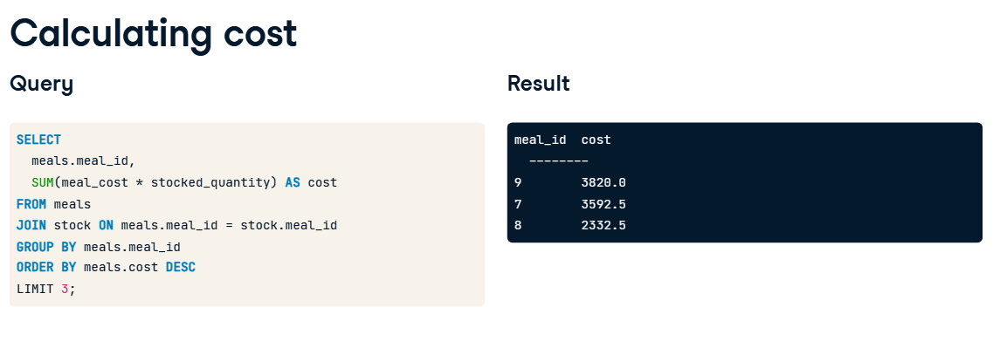 Calculating cost
Query
SELECT
meals.meal_id,
SUM(meal_cost * stocked_quantity) AS cost
FROM meals
JOIN stock ON meals.meal_id = stock.meal_id
GROUP BY meals.meal_id
ORDER BY meals.cost DESC
LIMIT 3;
Result
meal_id  cost
--------
9        3820.0
7        3592.5
8        2332.5